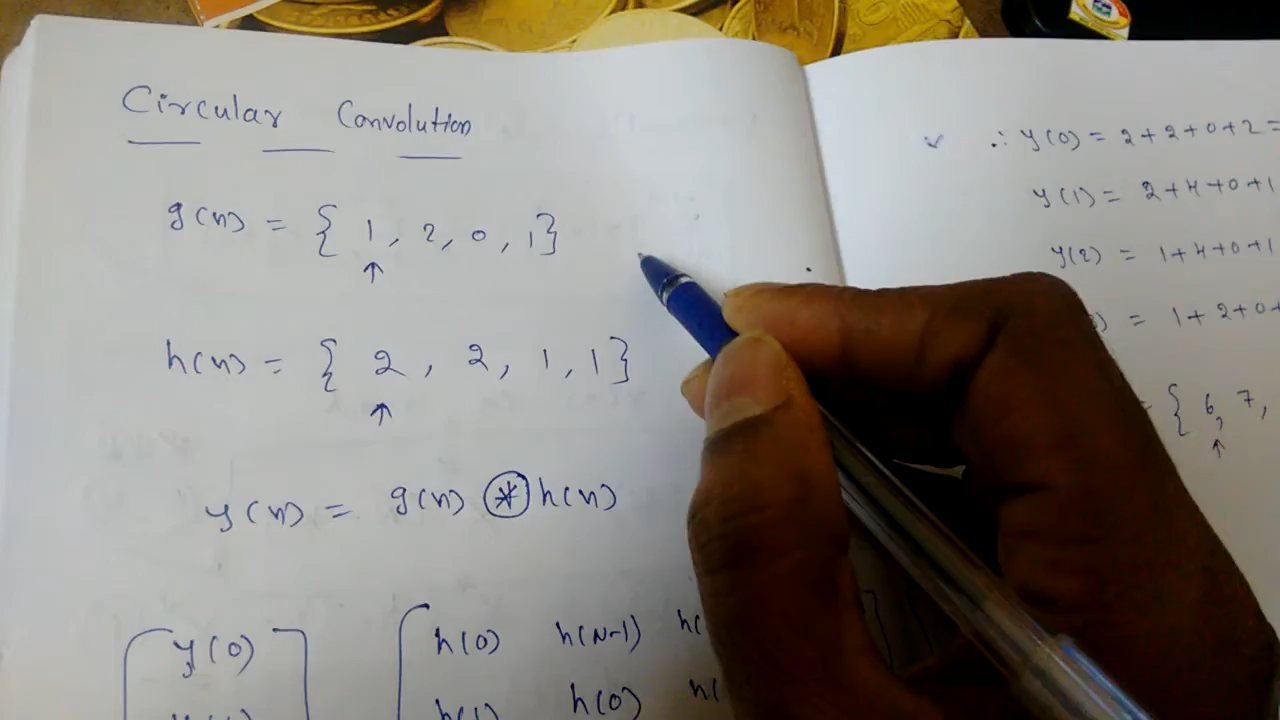 Circular Convolution
g(n) = { 1, 2, 0, 1}
↑
h(n) = { 2, 2, 1, 1}
↑
y(n) = g(n) ⊛ h(n)
y(0) h(0) h(N-1) h(
h(1) h(0) h(
∴ y(0) = 2+2+0+2=
y(1) = 2+4+0+1
y(2) = 1+4+0+1
) = 1+2+0+
= { 6, 7,
↑